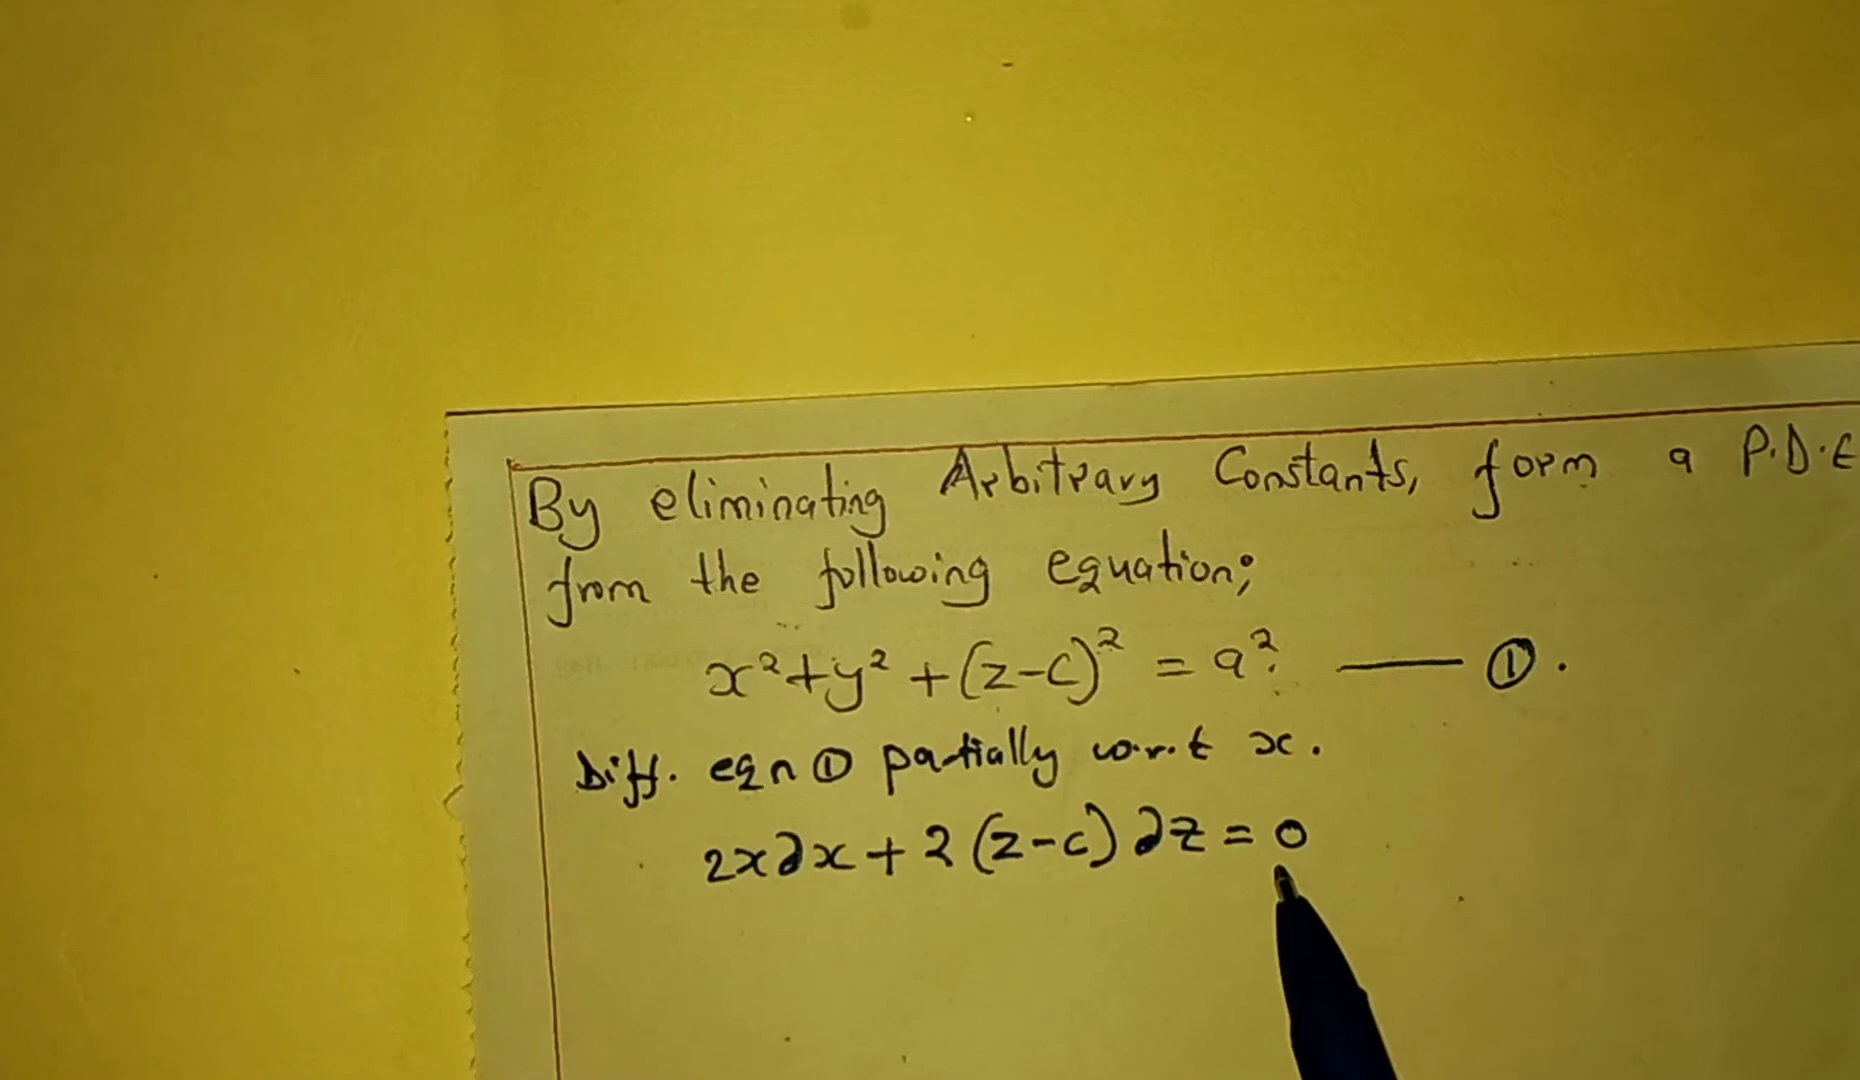 By eliminating Arbitrary Constants, form a P.D.E
from the following equation;
x²+y²+(z-c)² = a². —— ①.
Diff. eqn ① partially w.r.t x.
2x∂x + 2(z-c)∂z = 0